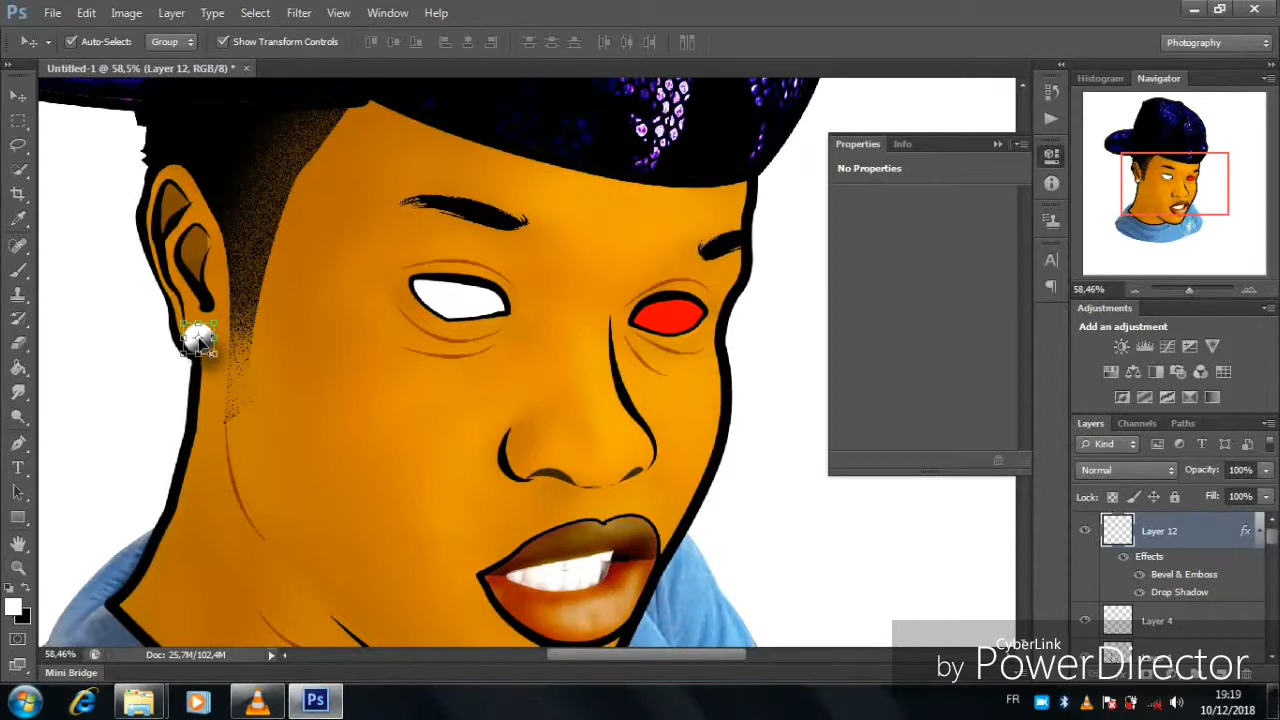 Ps File Edit Image Layer Type Select Filter View Window Help
Auto-Select: Group Show Transform Controls Photography
Untitled-1 @ 58,5% (Layer 12, RGB/8) * ×
Histogram Navigator
Properties Info
No Properties
58,46%
Adjustments
Add an adjustment
Layers Channels Paths
Kind
Normal Opacity: 100%
Lock: Fill: 100%
Layer 12 fx
Effects
Bevel & Emboss
Drop Shadow
Layer 4
58,46% Doc: 25,7M/102,4M
Mini Bridge
CyberLink
by PowerDirector
Ps FR 19:19
10/12/2018